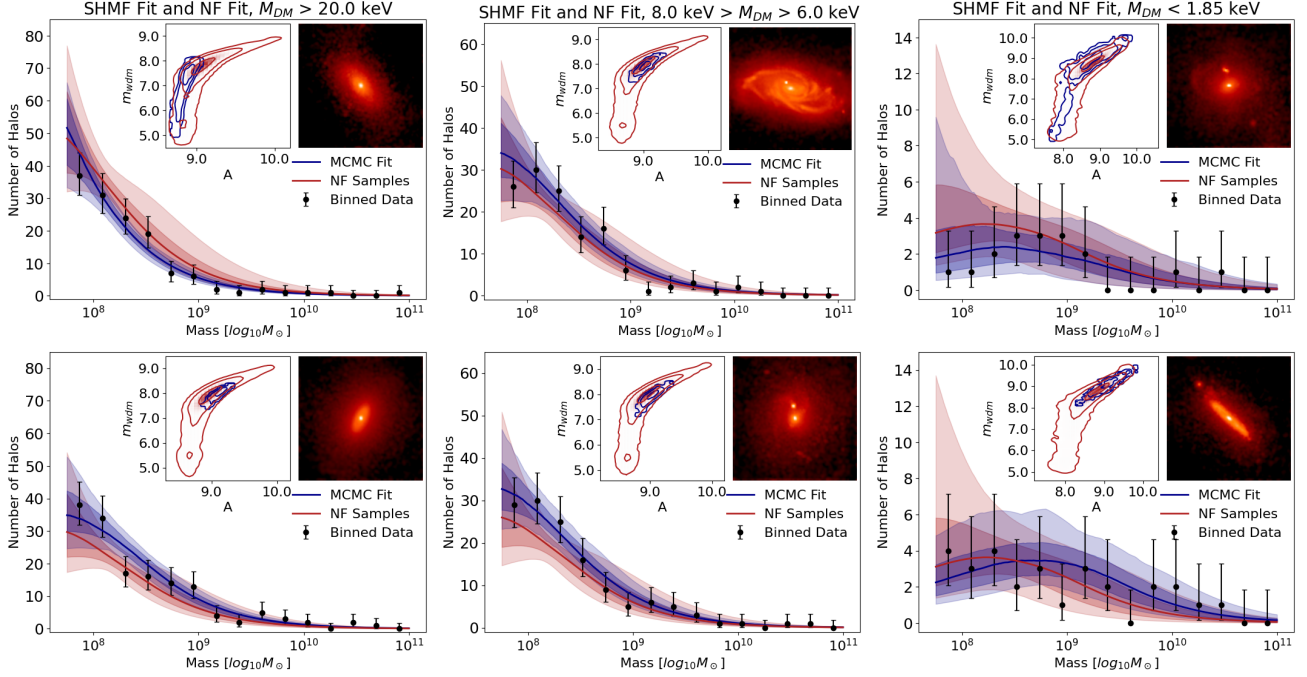 SHMF Fit and NF Fit, M_DM > 20.0 keV
SHMF Fit and NF Fit, 8.0 keV > M_DM > 6.0 keV
SHMF Fit and NF Fit, M_DM < 1.85 keV
Number of Halos
80
70
60
50
40
30
20
10
0
m_wdm
9.0
8.0
7.0
6.0
5.0
9.0
10.0
A
MCMC Fit
NF Samples
Binned Data
10^8
10^9
10^10
10^11
Mass [log_10 M_⊙]
Number of Halos
60
50
40
30
20
10
0
m_wdm
9.0
8.0
7.0
6.0
5.0
9.0
10.0
A
MCMC Fit
NF Samples
Binned Data
10^8
10^9
10^10
10^11
Mass [log_10 M_⊙]
Number of Halos
14
12
10
8
6
4
2
0
m_wdm
10.0
9.0
8.0
7.0
6.0
5.0
8.0
9.0
10.0
A
MCMC Fit
NF Samples
Binned Data
10^8
10^9
10^10
10^11
Mass [log_10 M_⊙]
Number of Halos
80
70
60
50
40
30
20
10
0
m_wdm
9.0
8.0
7.0
6.0
5.0
9.0
10.0
A
MCMC Fit
NF Samples
Binned Data
10^8
10^9
10^10
10^11
Mass [log_10 M_⊙]
Number of Halos
60
50
40
30
20
10
0
m_wdm
9.0
8.0
7.0
6.0
5.0
9.0
10.0
A
MCMC Fit
NF Samples
Binned Data
10^8
10^9
10^10
10^11
Mass [log_10 M_⊙]
Number of Halos
14
12
10
8
6
4
2
0
m_wdm
10.0
9.0
8.0
7.0
6.0
5.0
8.0
9.0
10.0
A
MCMC Fit
NF Samples
Binned Data
10^8
10^9
10^10
10^11
Mass [log_10 M_⊙]